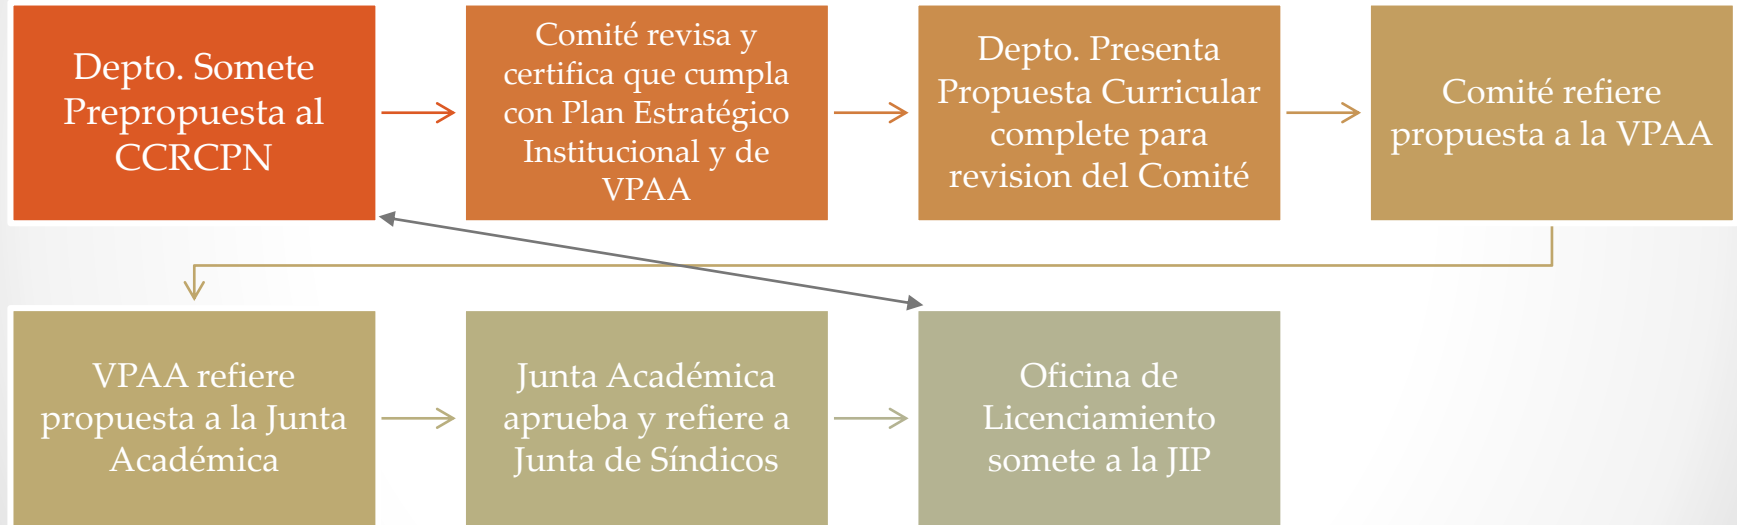 Depto. Somete
Prepropuesta al
CCRCPN
Comité revisa y
certifica que cumpla
con Plan Estratégico
Institucional y de
VPAA
Depto. Presenta
Propuesta Curricular
complete para
revision del Comité
Comité refiere
propuesta a la VPAA
VPAA refiere
propuesta a la Junta
Académica
Junta Académica
aprueba y refiere a
Junta de Síndicos
Oficina de
Licenciamiento
somete a la JIP